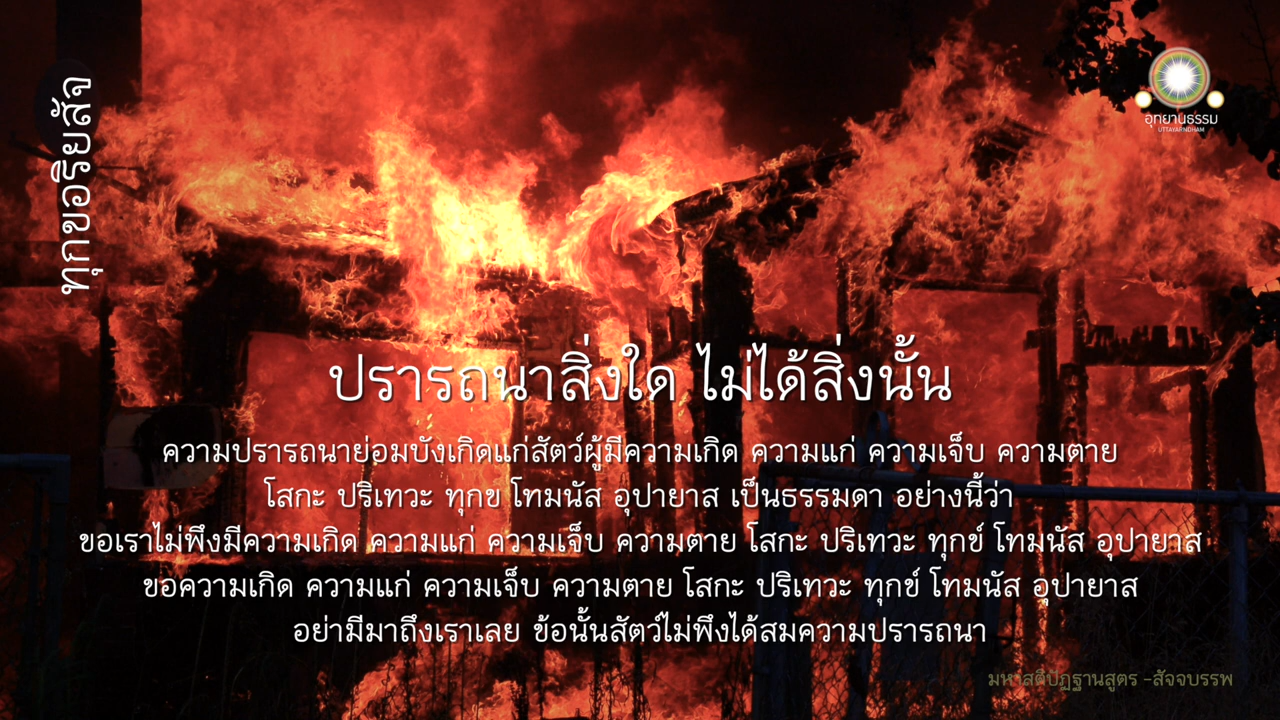 ทุกขอริยสัจ
อุทยานธรรม
UTTAYARNDHAM
ปรารถนาสิ่งใด ไม่ได้สิ่งนั้น
ความปรารถนาย่อมบังเกิดแก่สัตว์ผู้มีความเกิด ความแก่ ความเจ็บ ความตาย
โสกะ ปริเทวะ ทุกข โทมนัส อุปายาส เป็นธรรมดา อย่างนี้ว่า
ขอเราไม่พึงมีความเกิด ความแก่ ความเจ็บ ความตาย โสกะ ปริเทวะ ทุกข์ โทมนัส อุปายาส
ขอความเกิด ความแก่ ความเจ็บ ความตาย โสกะ ปริเทวะ ทุกข์ โทมนัส อุปายาส
อย่ามีมาถึงเราเลย ข้อนั้นสัตว์ไม่พึงได้สมความปรารถนา
มหาสติปัฏฐานสูตร -สัจจบรรพ